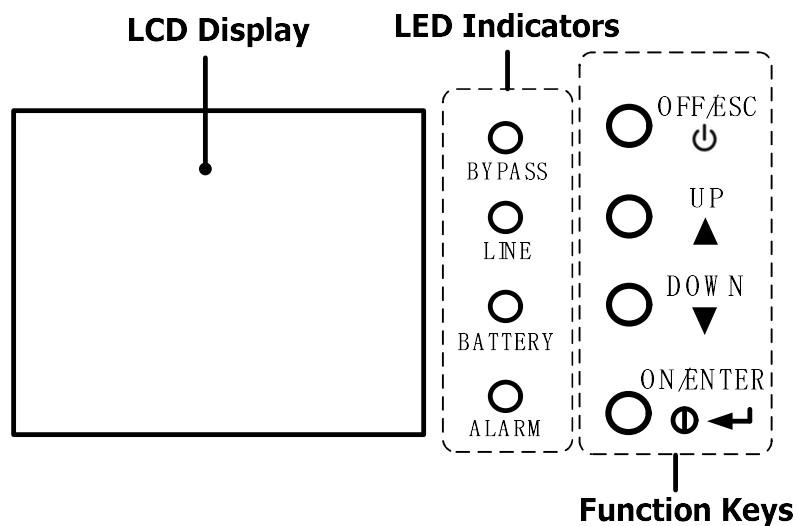 LCD Display
LED Indicators
BYPASS
LINE
BATTERY
ALARM
OFF/ESC
UP
DOWN
ON/ENTER
Function Keys